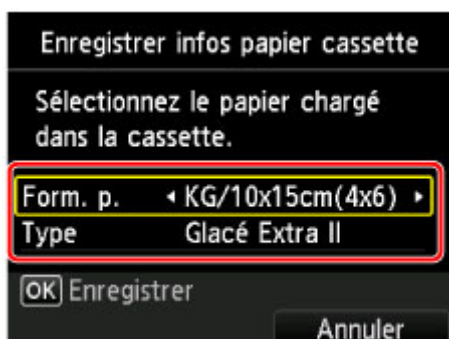 Enregistrer infos papier cassette
Sélectionnez le papier chargé
dans la cassette.
Form. p. KG/10x15cm(4x6)
Type Glacé Extra II
OK Enregistrer
Annuler